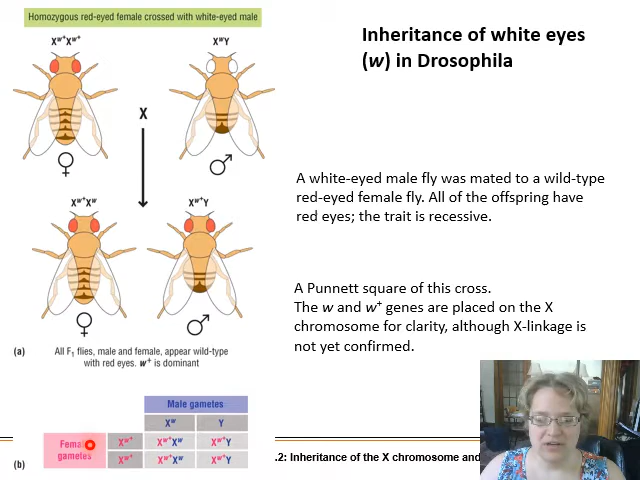 Homozygous red-eyed female crossed with white-eyed male
Inheritance of white eyes
(w) in Drosophila
Xw+Xw+
XwY
X
♀
♂
A white-eyed male fly was mated to a wild-type
red-eyed female fly. All of the offspring have
red eyes; the trait is recessive.
Xw+Xw
Xw+Y
♀
♂
A Punnett square of this cross.
The w and w+ genes are placed on the X
chromosome for clarity, although X-linkage is
not yet confirmed.
(a)
All F1 flies, male and female, appear wild-type
with red eyes. w+ is dominant
Male gametes
Xw
Y
Female
gametes
Xw+
Xw+Xw
Xw+Y
Xw+
Xw+Xw
Xw+Y
(b)
.2: Inheritance of the X chromosome and